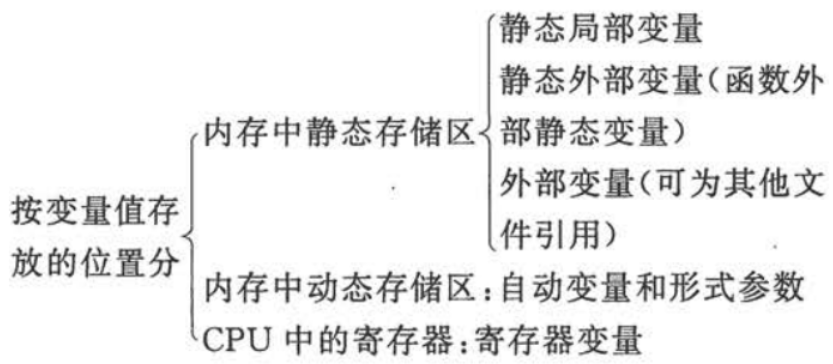 静态局部变量
静态外部变量(函数外
内存中静态存储区 部静态变量)
外部变量(可为其他文
按变量值存
件引用)
放的位置分
内存中动态存储区:自动变量和形式参数
CPU 中的寄存器:寄存器变量